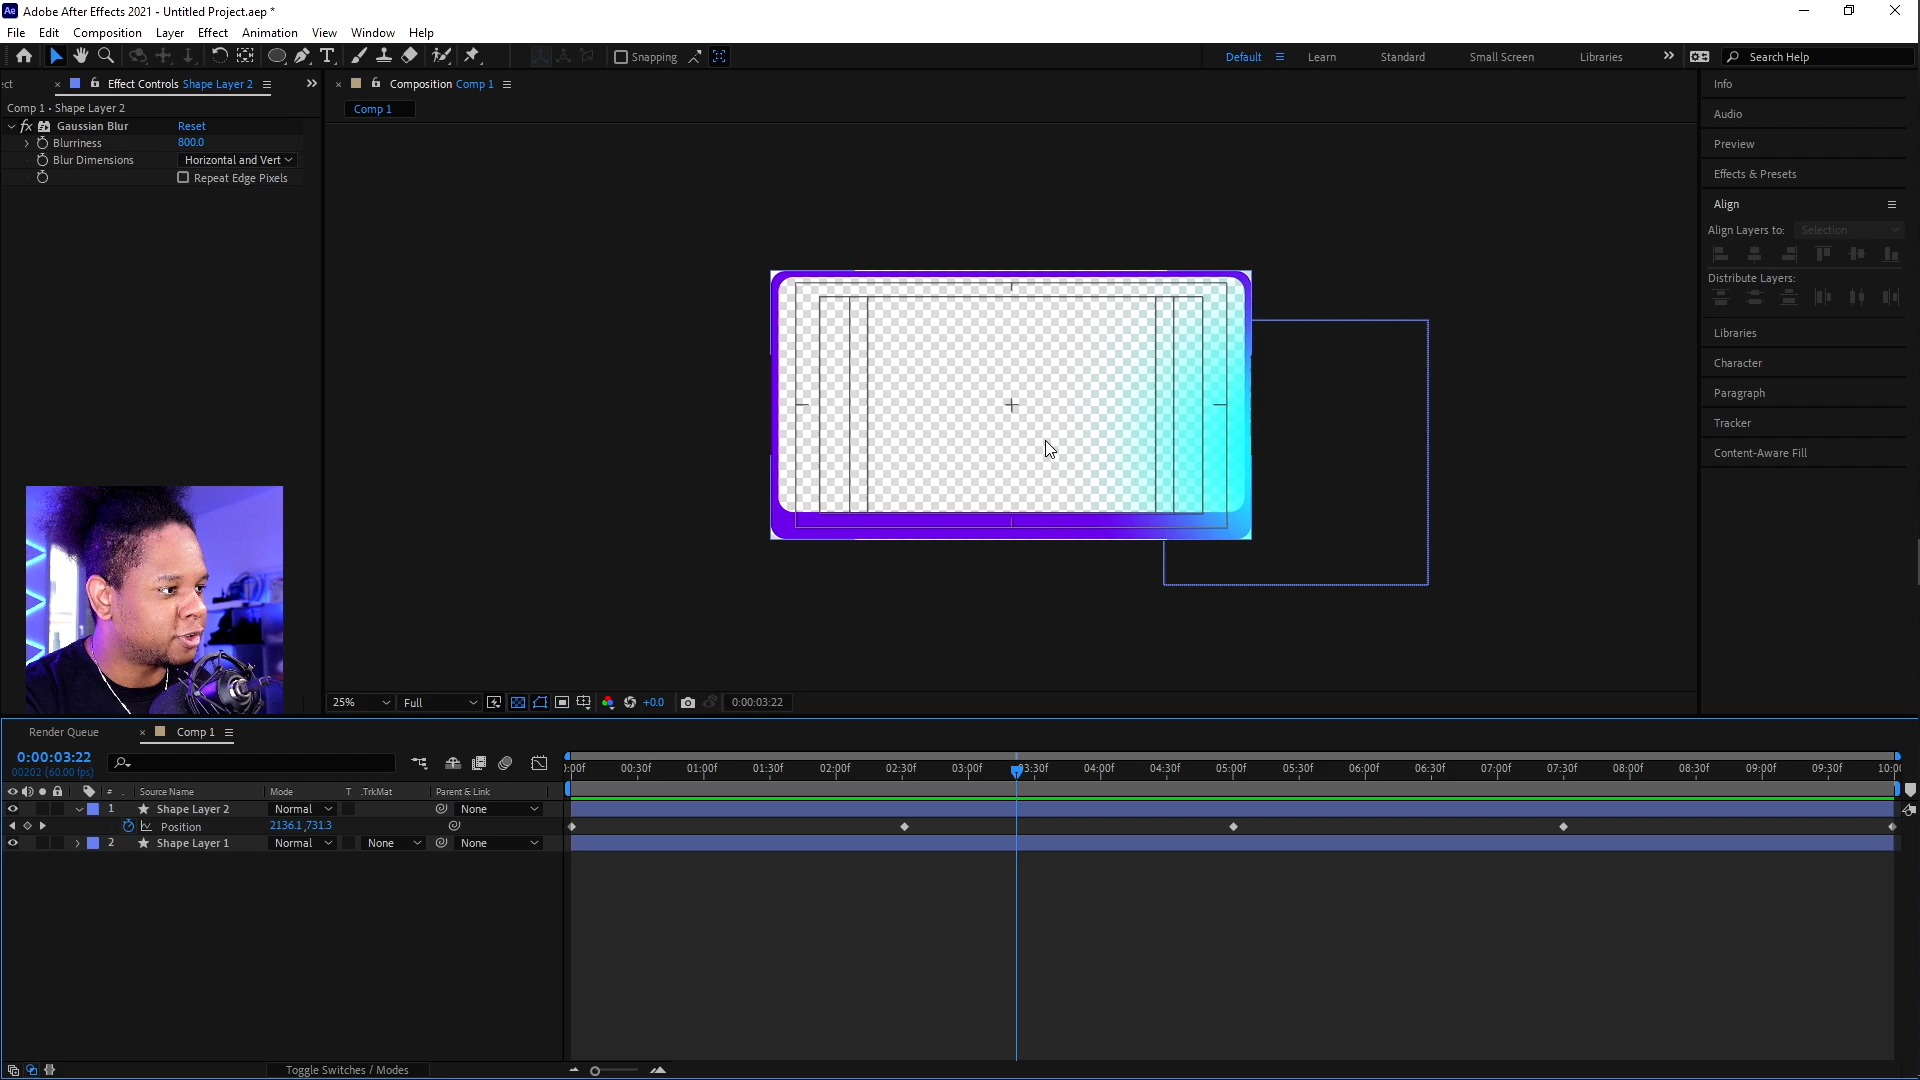 Ae Adobe After Effects 2021 - Untitled Project.aep *
File Edit Composition Layer Effect Animation View Window Help
Snapping
Default Learn Standard Small Screen Libraries Search Help
ct × Effect Controls Shape Layer 2
Comp 1 • Shape Layer 2
fx Gaussian Blur Reset
Blurriness 800.0
Blur Dimensions Horizontal and Vert
Repeat Edge Pixels
× Composition Comp 1
Comp 1
Info
Audio
Preview
Effects & Presets
Align
Align Layers to: Selection
Distribute Layers:
Libraries
Character
Paragraph
Tracker
Content-Aware Fill
25% Full +0.0 0:00:03:22
Render Queue × Comp 1
0:00:03:22
00202 (60.00 fps)
):00f 00:30f 01:00f 01:30f 02:00f 02:30f 03:00f 03:30f 04:00f 04:30f 05:00f 05:30f 06:00f 06:30f 07:00f 07:30f 08:00f 08:30f 09:00f 09:30f 10:0(
# . Source Name Mode T .TrkMat Parent & Link
1 Shape Layer 2 Normal None
Position 2136.1,731.3
2 Shape Layer 1 Normal None None
Toggle Switches / Modes